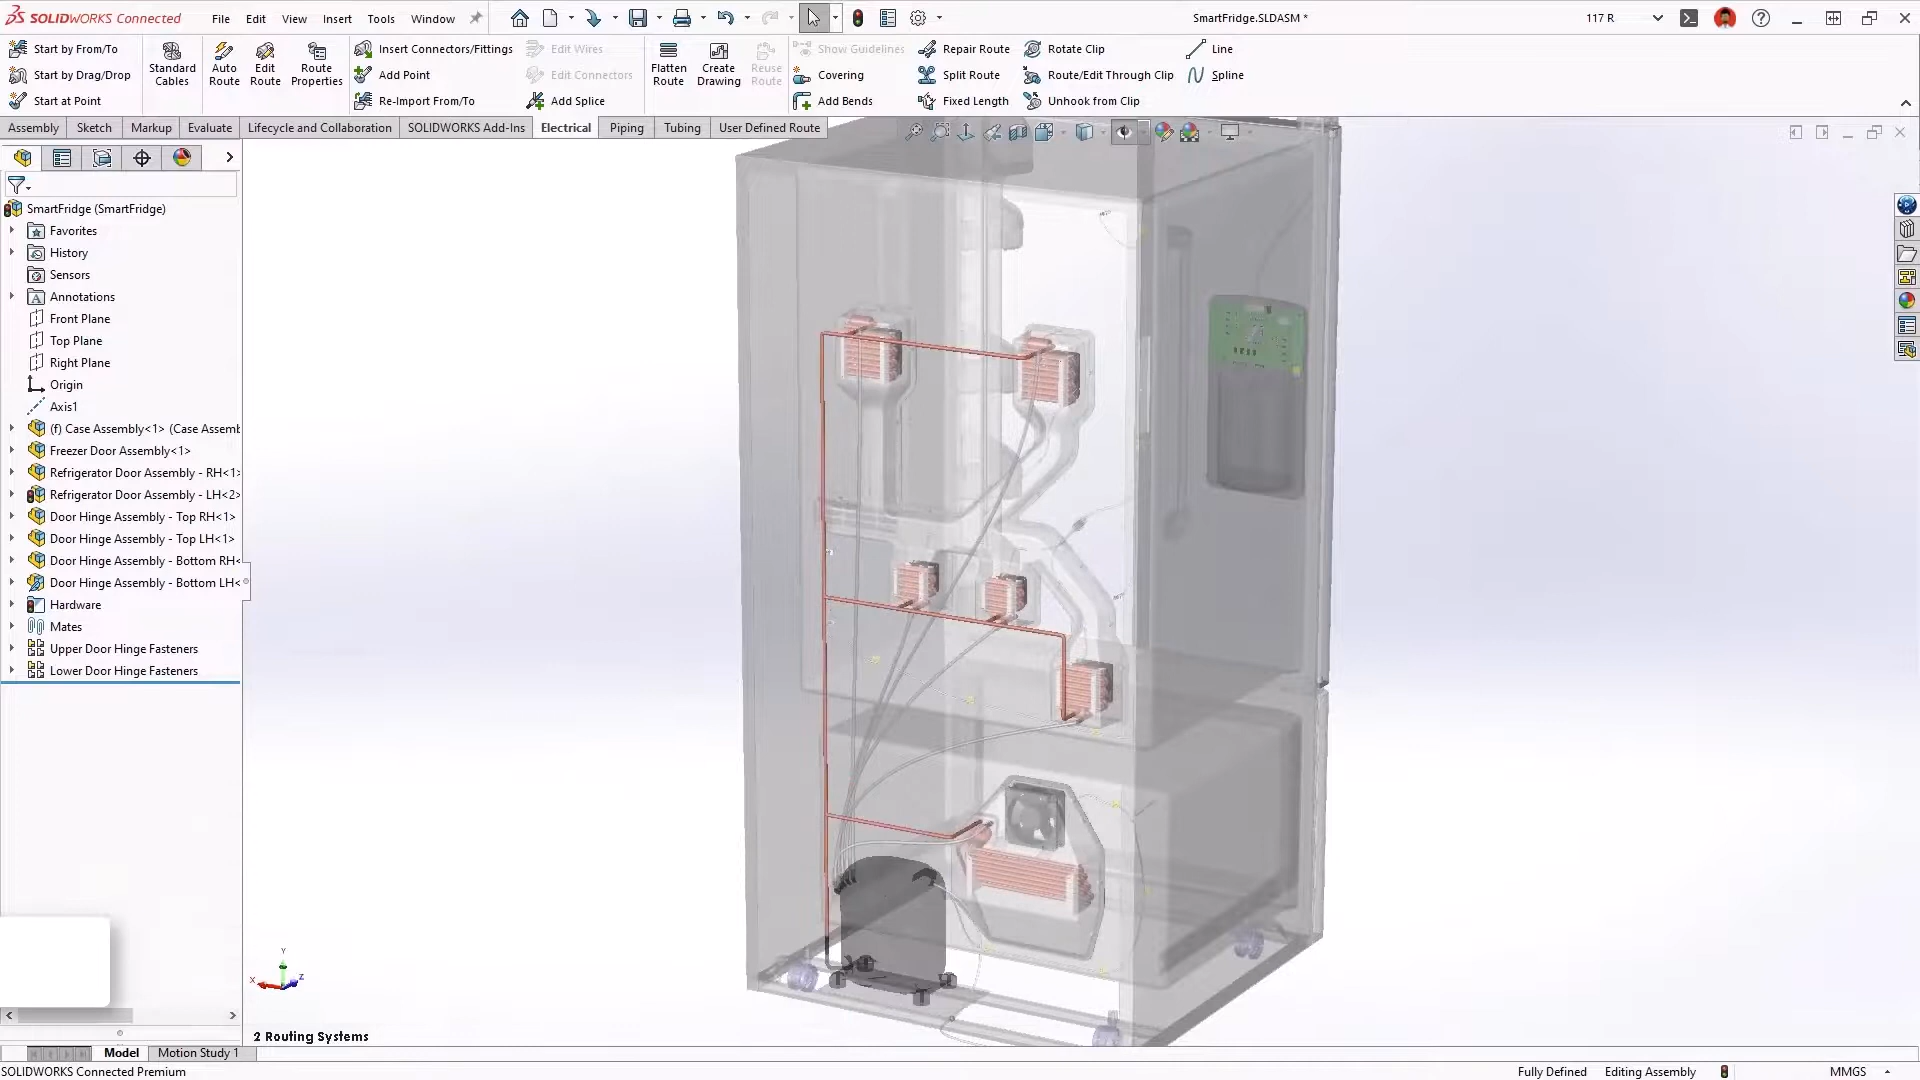 SOLIDWORKS Connected
File Edit View Insert Tools Window
SmartFridge.SLDASM *
117 R
Start by From/To
Start by Drag/Drop
Start at Point
Standard Cables
Auto Route
Edit Route
Route Properties
Insert Connectors/Fittings
Add Point
Re-Import From/To
Edit Wires
Edit Connectors
Add Splice
Flatten Route
Create Drawing
Reuse Route
Show Guidelines
Covering
Add Bends
Repair Route
Split Route
Fixed Length
Rotate Clip
Route/Edit Through Clip
Unhook from Clip
Line
Spline
Assembly Sketch Markup Evaluate Lifecycle and Collaboration SOLIDWORKS Add-Ins Electrical Piping Tubing User Defined Route
SmartFridge (SmartFridge)
Favorites
History
Sensors
Annotations
Front Plane
Top Plane
Right Plane
Origin
Axis1
(f) Case Assembly<1> (Case Assemb
Freezer Door Assembly<1>
Refrigerator Door Assembly - RH<1>
Refrigerator Door Assembly - LH<2>
Door Hinge Assembly - Top RH<1>
Door Hinge Assembly - Top LH<1>
Door Hinge Assembly - Bottom RH<
Door Hinge Assembly - Bottom LH<
Hardware
Mates
Upper Door Hinge Fasteners
Lower Door Hinge Fasteners
Y
X
Z
2 Routing Systems
Model Motion Study 1
SOLIDWORKS Connected Premium
Fully Defined Editing Assembly MMGS